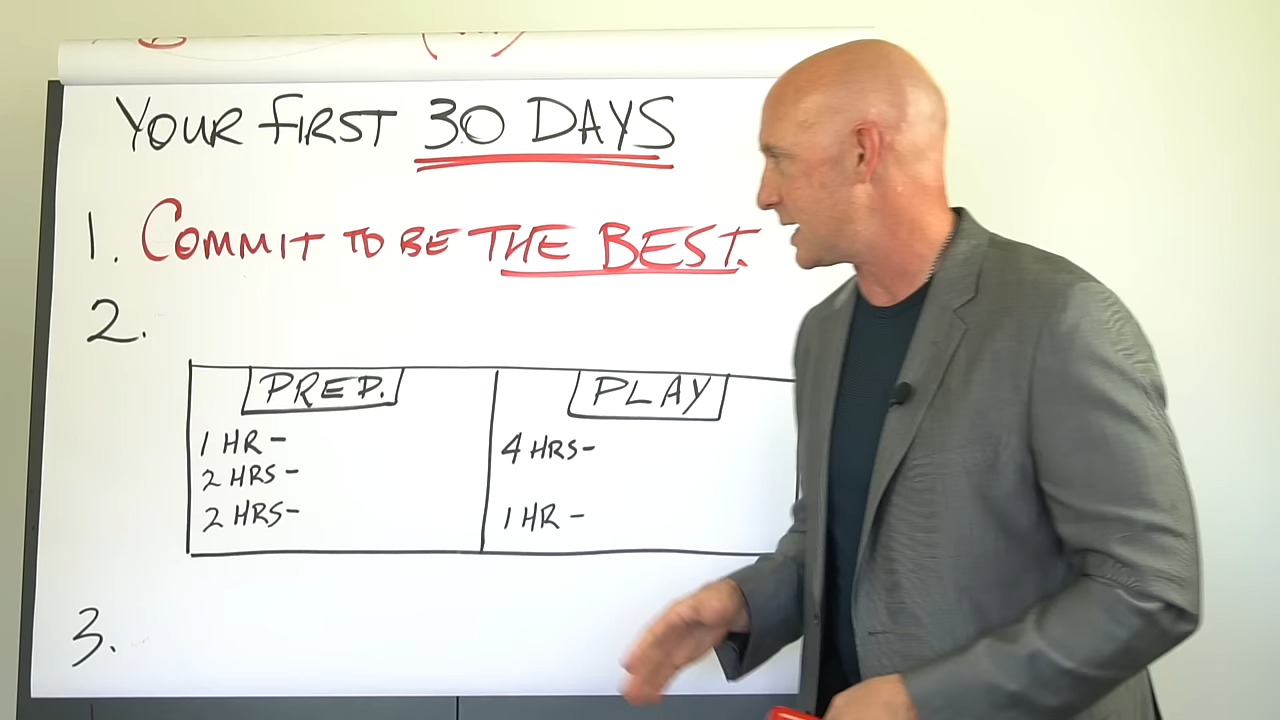 YOUR FIRST 30 DAYS
1. COMMIT TO BE THE BEST.
2.
PREP.
1 HR -
2 HRS -
2 HRS-
PLAY
4 HRS-
1 HR -
3.